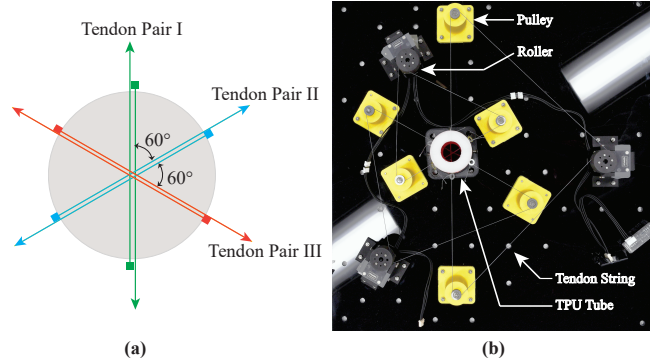 Tendon Pair I
Tendon Pair II
60°
60°
Tendon Pair III
(a)
Pulley
Roller
Tendon String
TPU Tube
(b)